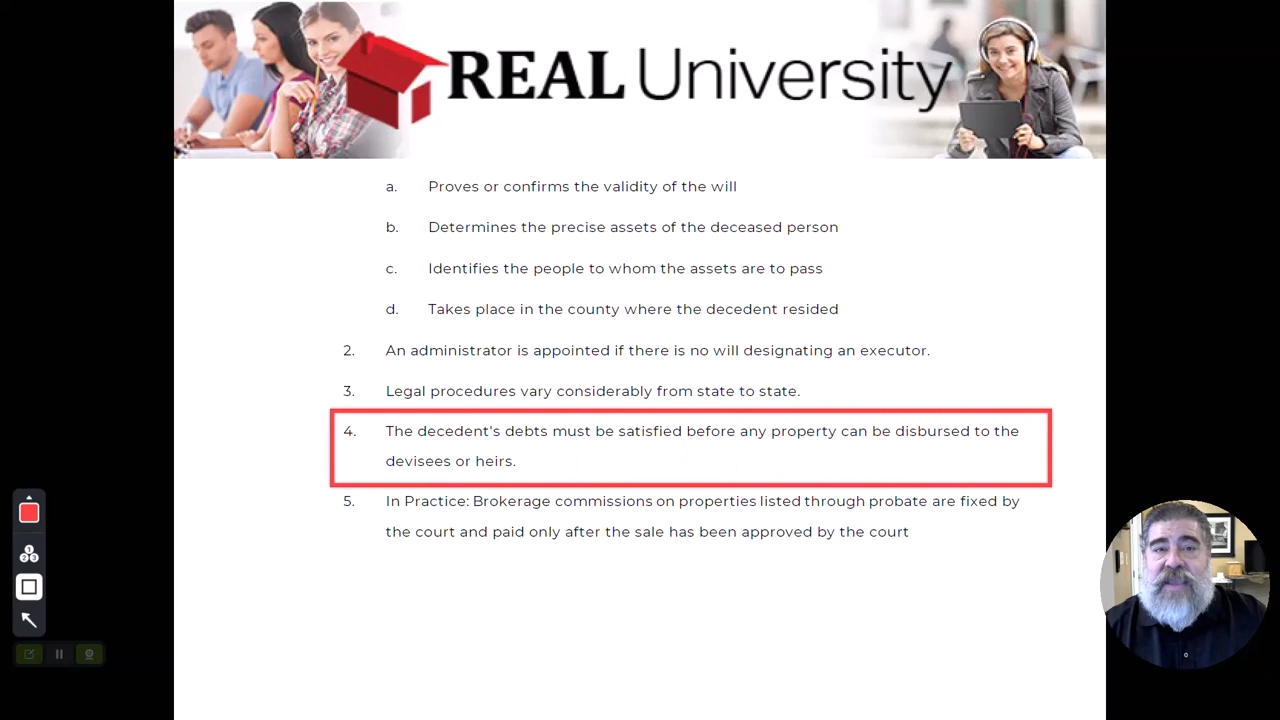 REAL University
a. Proves or confirms the validity of the will
b. Determines the precise assets of the deceased person
c. Identifies the people to whom the assets are to pass
d. Takes place in the county where the decedent resided
2. An administrator is appointed if there is no will designating an executor.
3. Legal procedures vary considerably from state to state.
4. The decedent's debts must be satisfied before any property can be disbursed to the
devisees or heirs.
5. In Practice: Brokerage commissions on properties listed through probate are fixed by
the court and paid only after the sale has been approved by the court